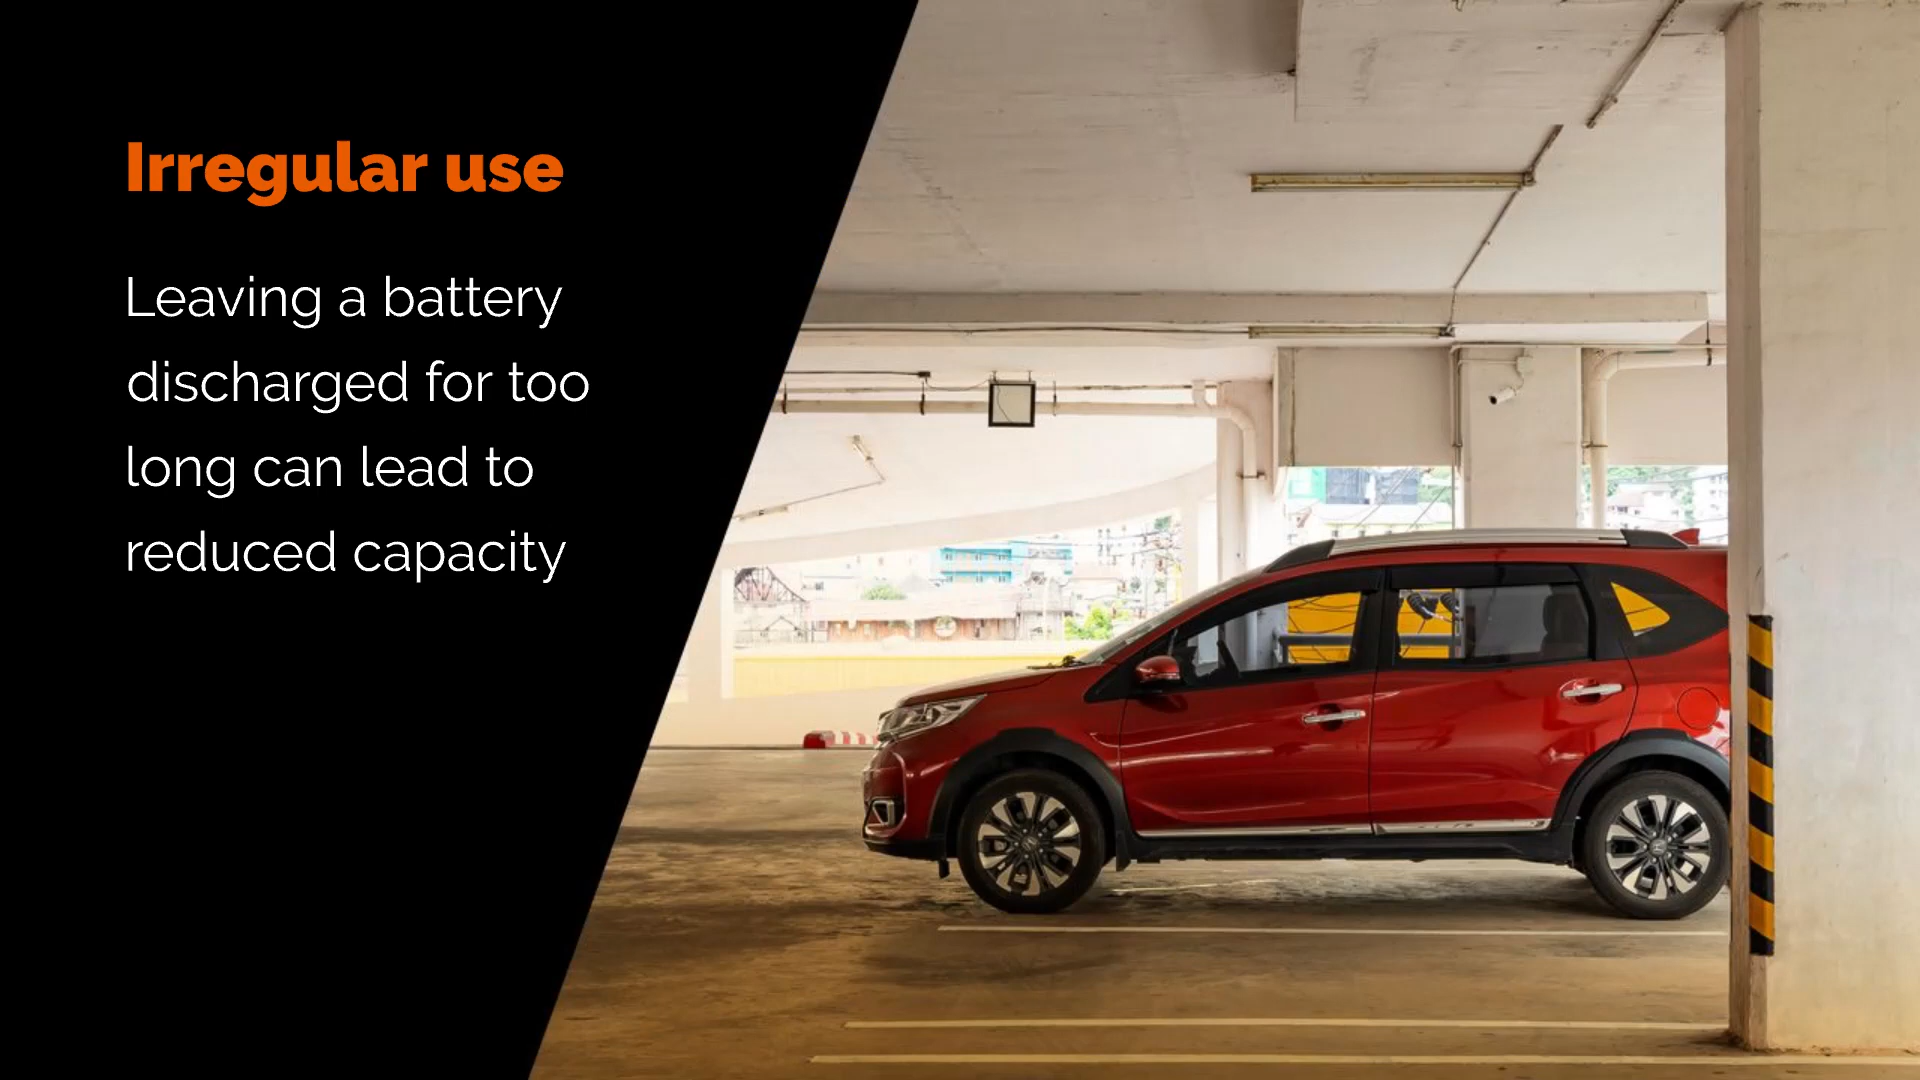 Irregular use
Leaving a battery
discharged for too
long can lead to
reduced capacity